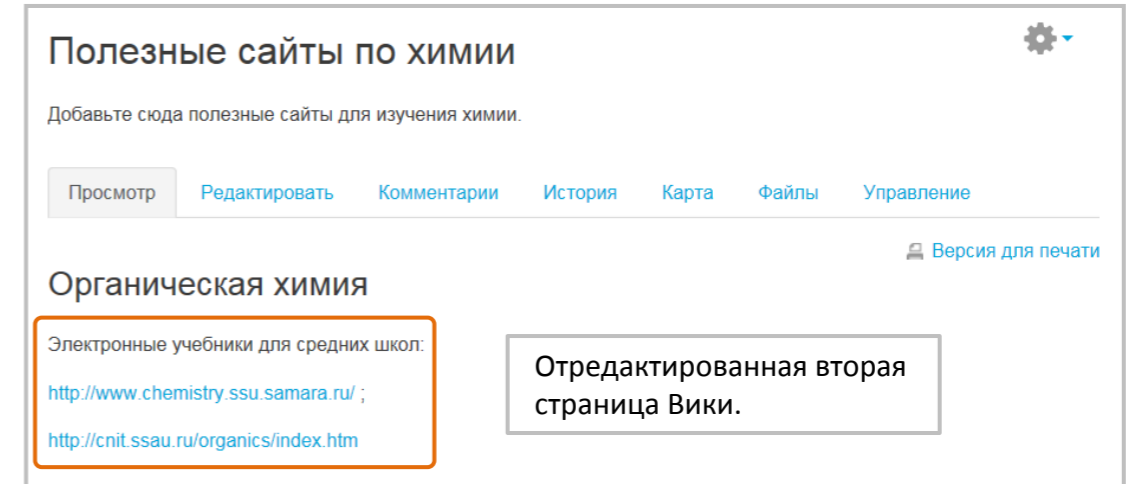 Полезные сайты по химии
Добавьте сюда полезные сайты для изучения химии.
Просмотр Редактировать Комментарии История Карта Файлы Управление
Версия для печати
Органическая химия
Электронные учебники для средних школ:
http://www.chemistry.ssu.samara.ru/ ;
http://cnit.ssau.ru/organics/index.htm
Отредактированная вторая
страница Вики.